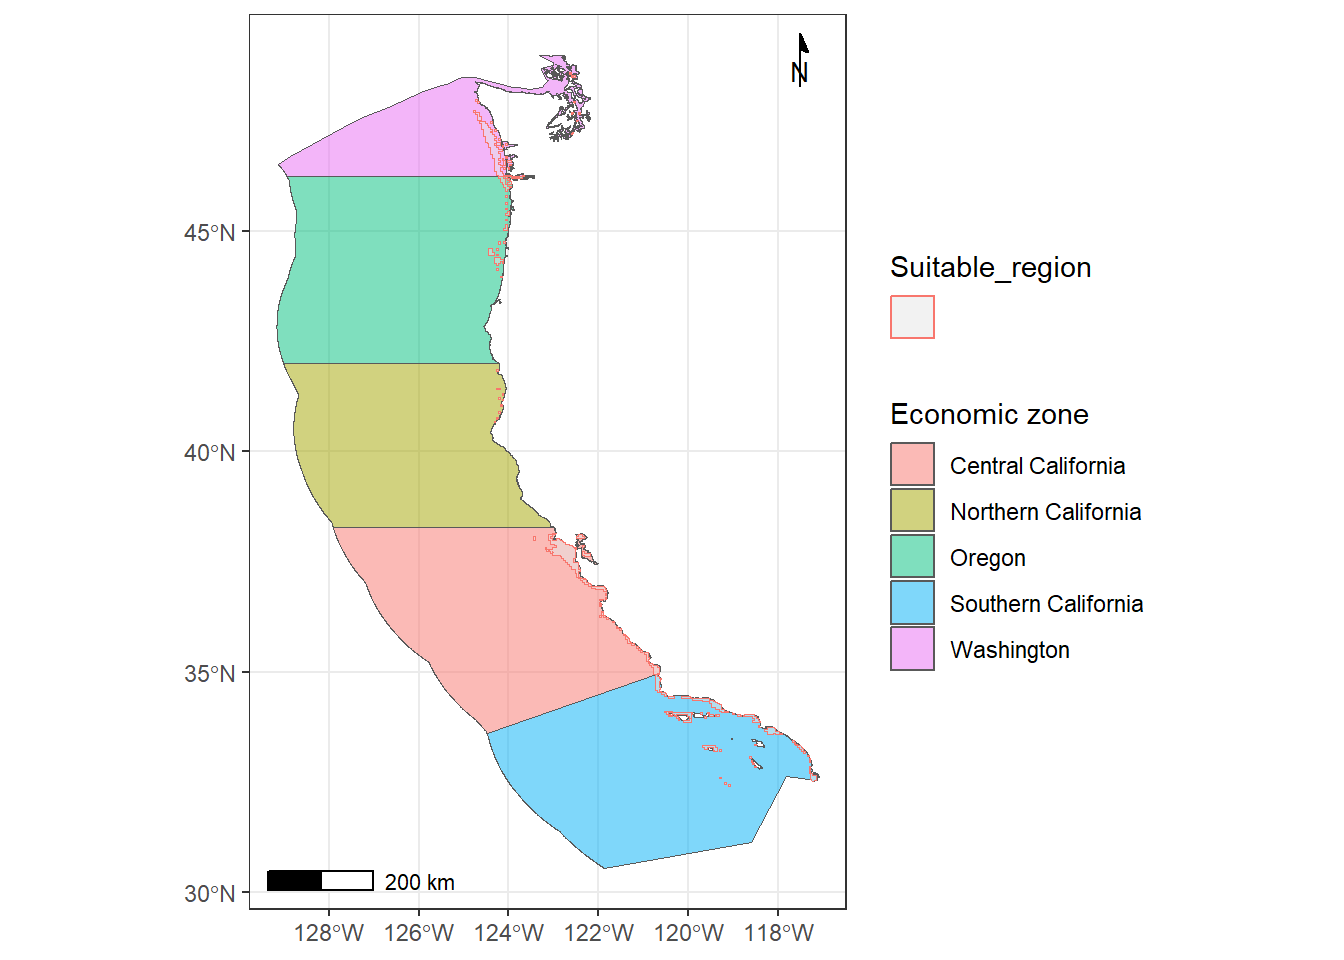 N
45°N
40°N
35°N
30°N
200 km
128°W 126°W 124°W 122°W 120°W 118°W
Suitable_region
Economic zone
Central California
Northern California
Oregon
Southern California
Washington